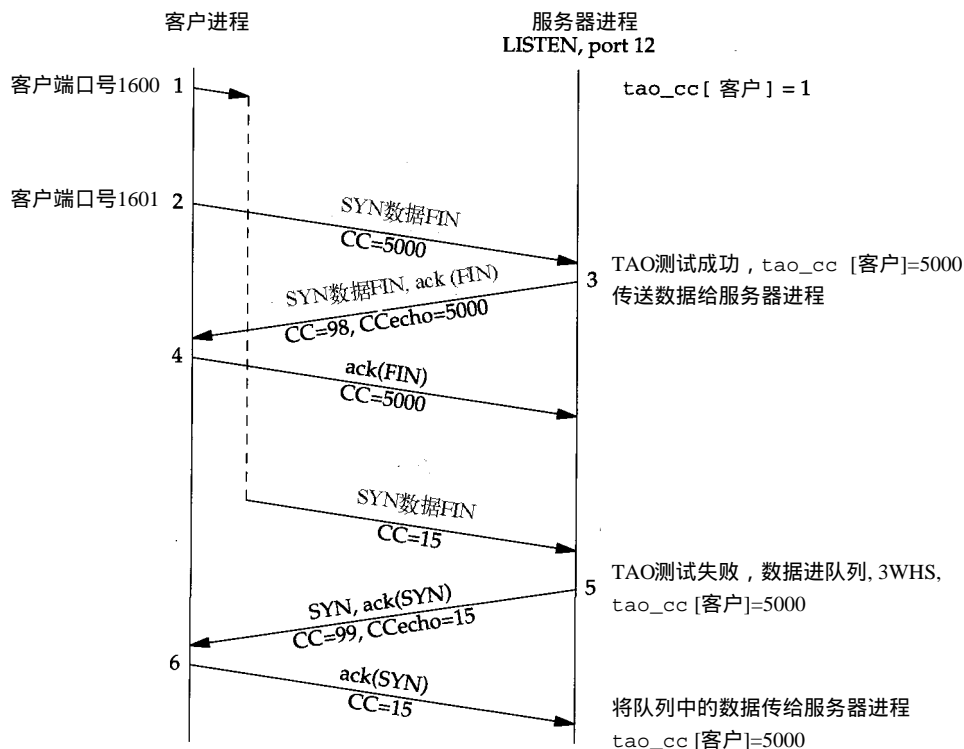 客户进程
服务器进程
LISTEN, port 12
客户端口号1600 1
tao_cc[ 客户 ] = 1
客户端口号1601 2
SYN数据FIN
CC=5000
3 TAO测试成功，tao_cc [客户]=5000
传送数据给服务器进程
SYN数据FIN, ack (FIN)
CC=98, CCecho=5000
4
ack(FIN)
CC=5000
SYN数据FIN
CC=15
5 TAO测试失败，数据进队列, 3WHS,
tao_cc [客户]=5000
SYN, ack(SYN)
CC=99, CCecho=15
6
ack(SYN)
CC=15
将队列中的数据传给服务器进程
tao_cc [客户]=5000